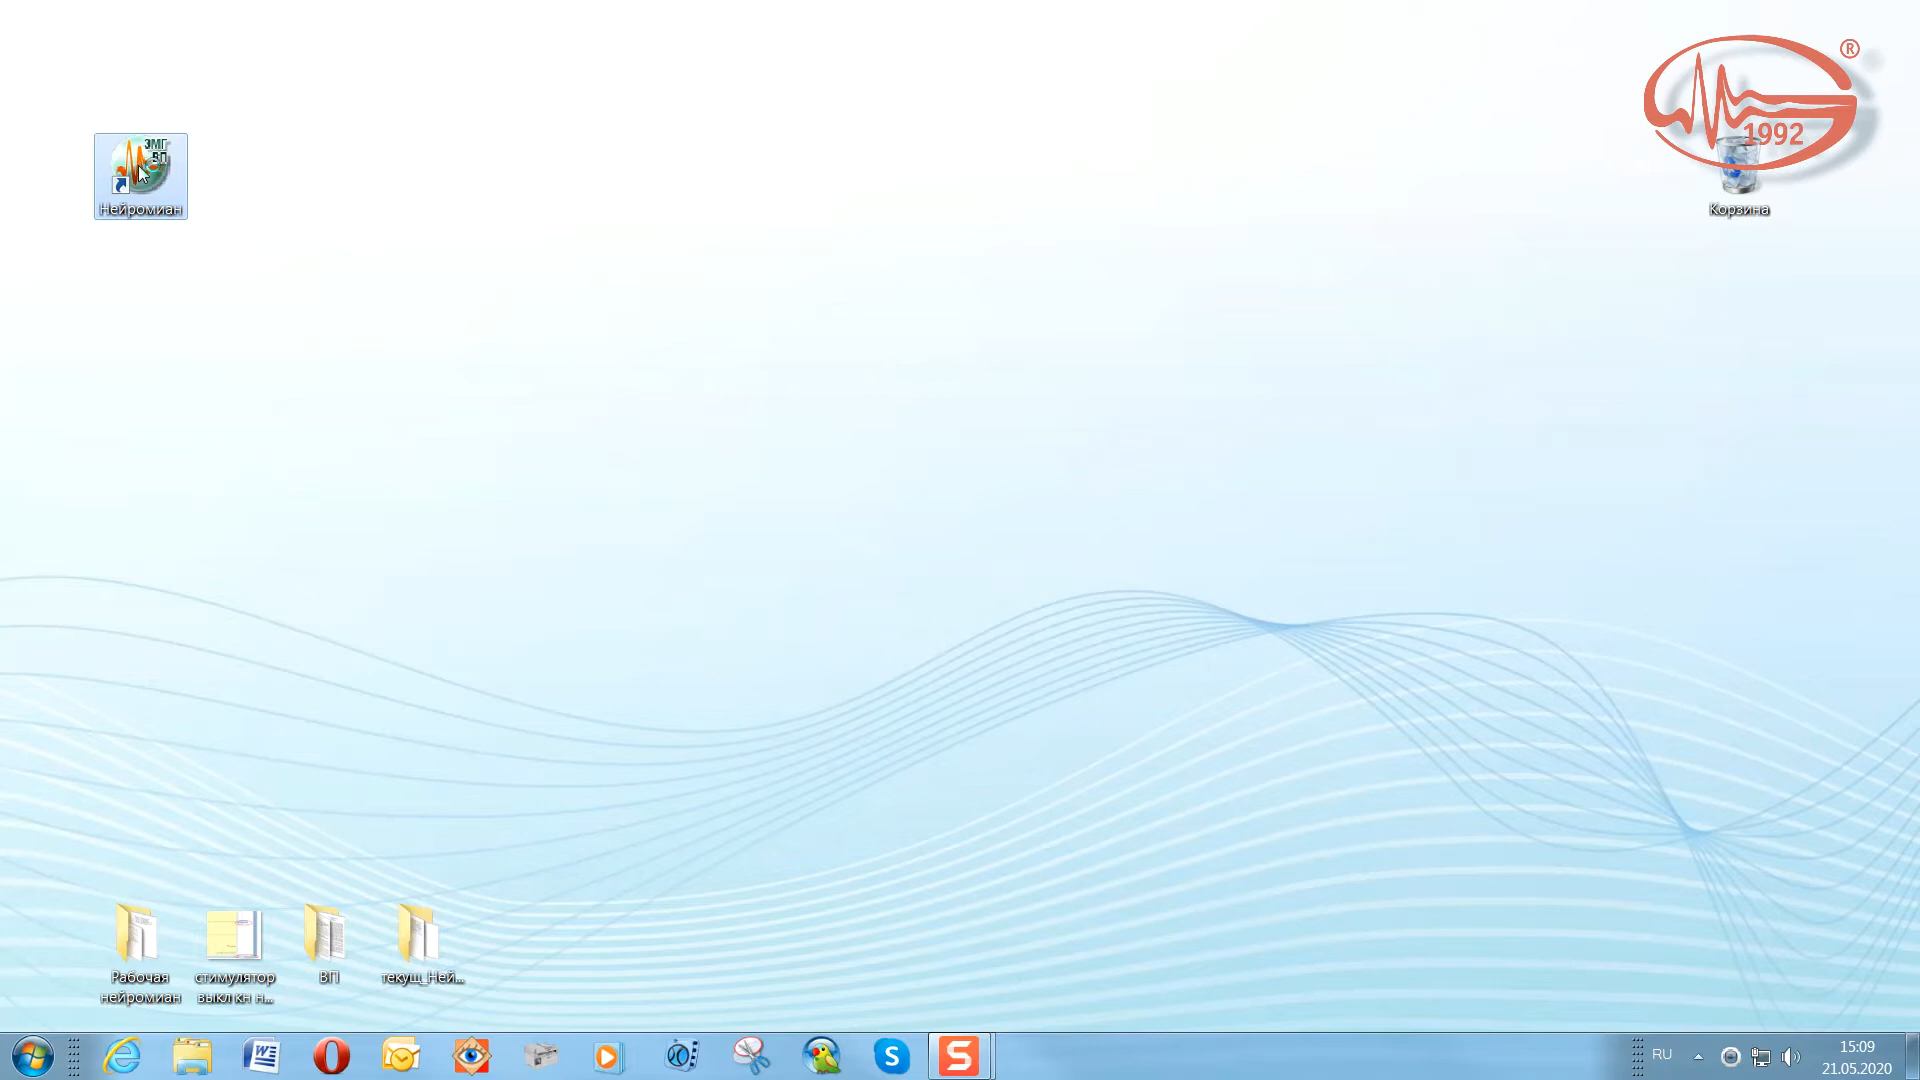 ЭМГ
ВП
Нейромиан
®
1992
Корзина
Рабочая
нейромиан
стимулятор
выкл кн н...
ВП
текущ_Ней...
RU
15:09
21.05.2020